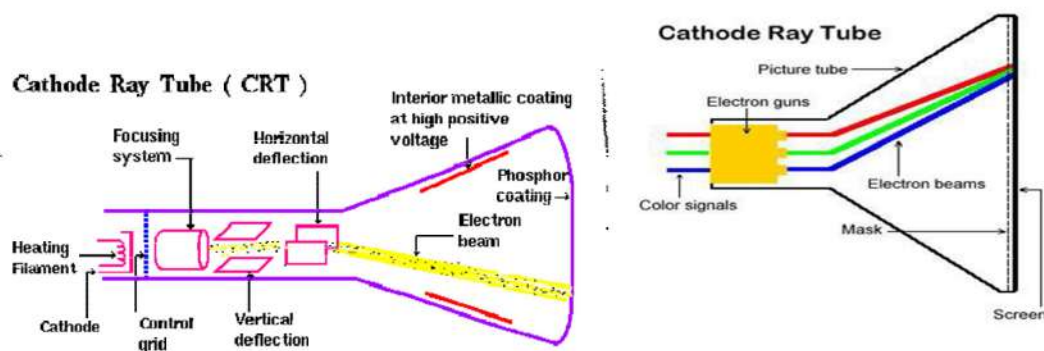 Cathode Ray Tube ( CRT )
Focusing
system
Horizontal
deflection
Interior metallic coating
at high positive
voltage
Phosphor
coating
Electron
beam
Heating
Filament
Cathode
Control
grid
Vertical
deflection
Cathode Ray Tube
Picture tube
Electron guns
Electron beams
Color signals
Mask
Screen